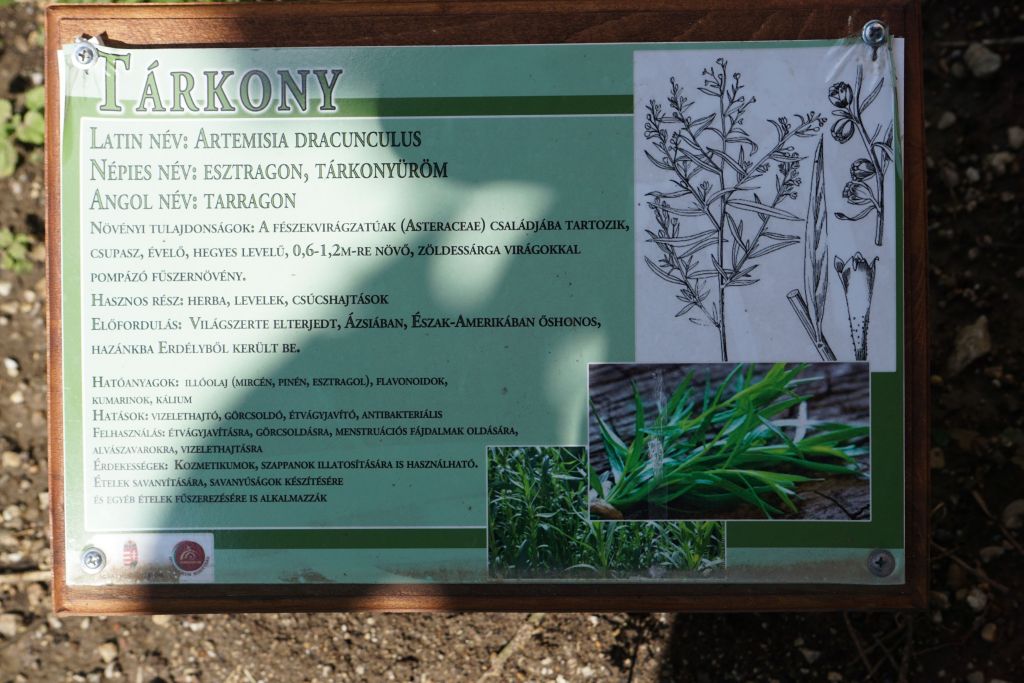 TÁRKONY
LATIN NÉV: ARTEMISIA DRACUNCULUS
NÉPIES NÉV: ESZTRAGON, TÁRKONYÜRÖM
ANGOL NÉV: TARRAGON
NÖVÉNYI TULAJDONSÁGOK: A FÉSZEKVIRÁGZATÚAK (ASTERACEAE) CSALÁDJÁBA TARTOZIK,
CSUPASZ, ÉVELŐ, HEGYES LEVELŰ, 0,6-1,2M-RE NÖVŐ, ZÖLDESSÁRGA VIRÁGOKKAL
POMPÁZÓ FŰSZERNÖVÉNY.
HASZNOS RÉSZ: HERBA, LEVELEK, CSÚCSHAJTÁSOK
ELŐFORDULÁS: VILÁGSZERTE ELTERJEDT, ÁZSIÁBAN, ÉSZAK-AMERIKÁBAN ŐSHONOS,
HAZÁNKBA ERDÉLYBŐL KERÜLT BE.
HATÓANYAGOK: ILLÓOLAJ (MIRCÉN, PINÉN, ESZTRAGOL), FLAVONOIDOK,
KUMARINOK, KÁLIUM
HATÁSOK: VIZELETHAJTÓ, GÖRCSOLDÓ, ÉTVÁGYJAVÍTÓ, ANTIBAKTERIÁLIS
FELHASZNÁLÁS: ÉTVÁGYJAVÍTÁSRA, GÖRCSOLDÁSRA, MENSTRUÁCIÓS FÁJDALMAK OLDÁSÁRA,
ALVÁSZAVAROKRA, VIZELETHAJTÁSRA
ÉRDEKESSÉGEK: KOZMETIKUMOK, SZAPPANOK ILLATOSÍTÁSÁRA IS HASZNÁLHATÓ.
ÉTELEK SAVANYÍTÁSÁRA, SAVANYÚSÁGOK KÉSZÍTÉSÉRE
ÉS EGYÉB ÉTELEK FŰSZEREZÉSÉRE IS ALKALMAZZÁK